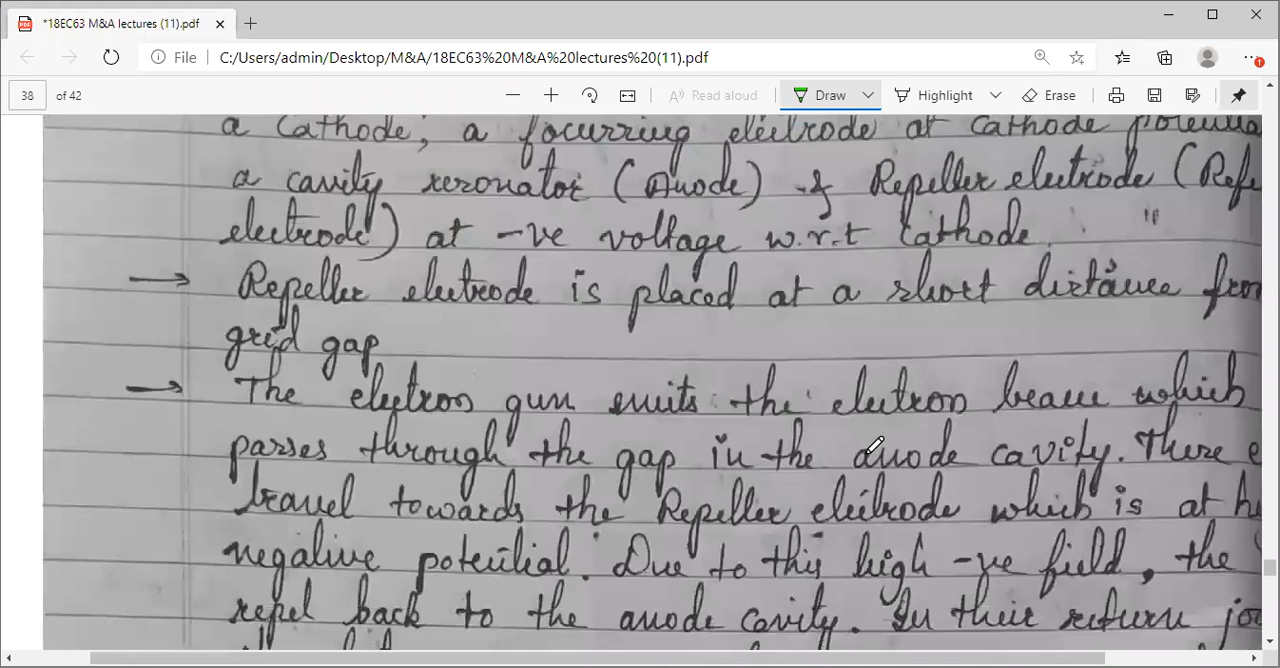 *18EC63 M&A lectures (11).pdf
File C:/Users/admin/Desktop/M&A/18EC63%20M&A%20lectures%20(11).pdf
38 of 42 Read aloud Draw Highlight Erase
a Cathode, a focussing electrode at cathode
a cavity resonator (Anode) & Repeller electrode (Refe
electrode) at -ve voltage w.r.t Cathode.
→ Repeller electrode is placed at a short distance from
grid gap
→ The electron gun emits the electron beam which
passes through the gap in the anode cavity. These e
travel towards the Repeller electrode which is at
negative potential. Due to this high -ve field, the
repel back to the anode cavity. In their return